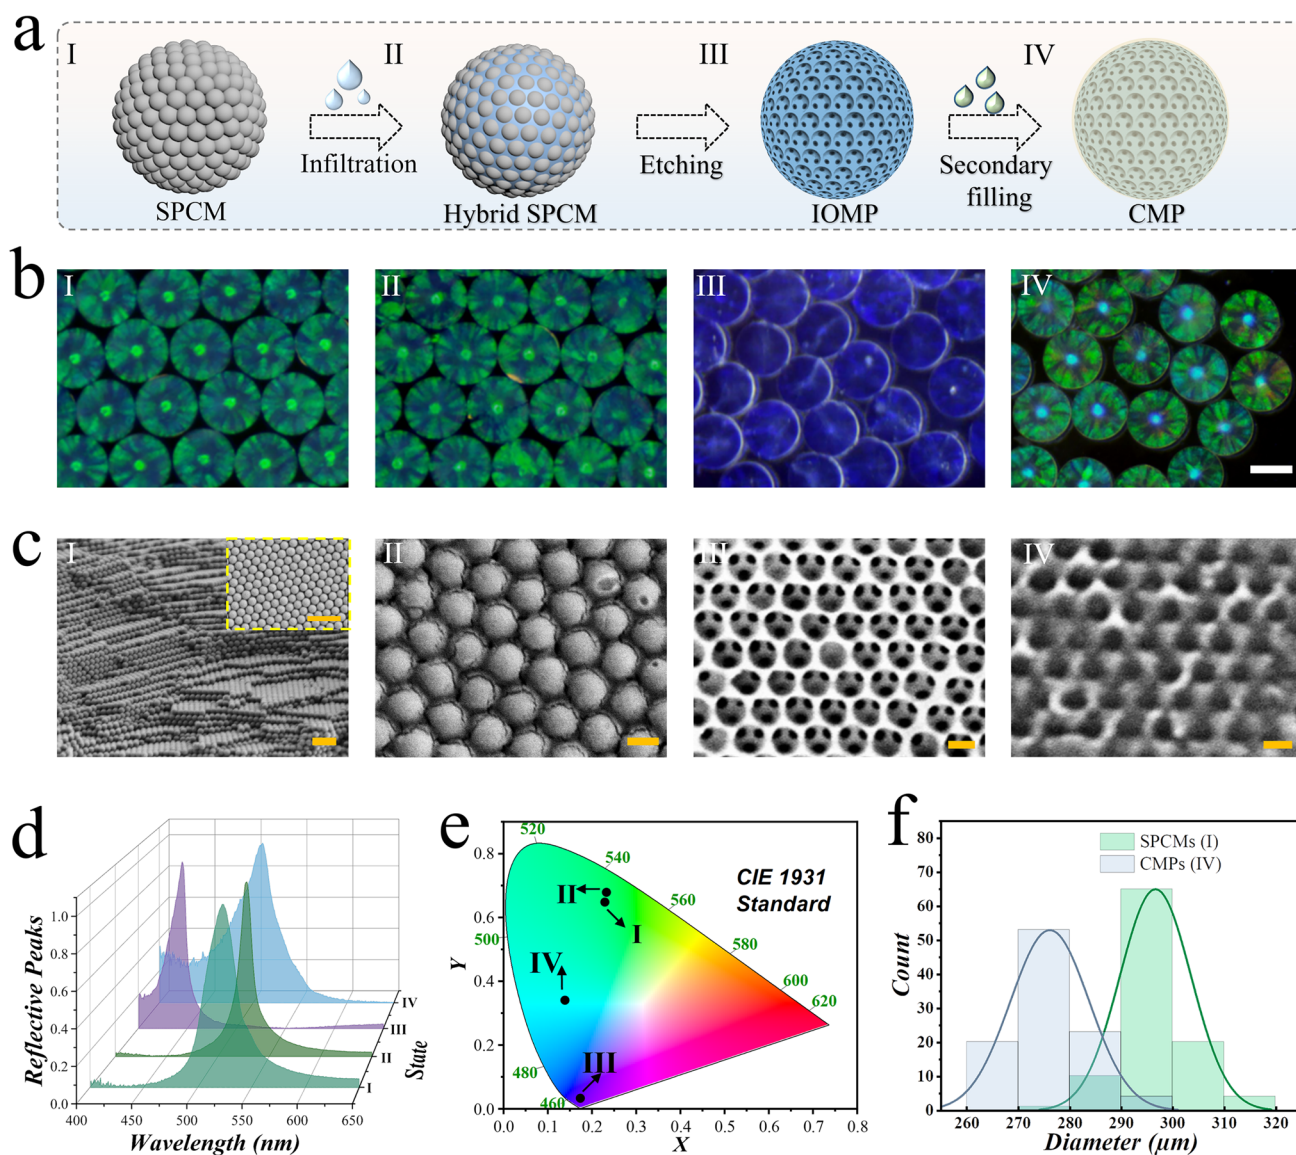 a
I
II
III
IV
Infiltration
Etching
Secondary
filling
SPCM
Hybrid SPCM
IOMP
CMP
b
I
II
III
IV
c
I
II
III
IV
d
Reflective Peaks
1.0
0.8
0.6
0.4
0.2
0.0
400
450
500
550
600
650
Wavelength (nm)
IV
III
II
I
State
e
CIE 1931
Standard
520
540
560
580
600
620
500
480
460
II
I
IV
III
Y
0.8
0.6
0.4
0.2
0.0
0.0
0.1
0.2
0.3
0.4
0.5
0.6
0.7
0.8
X
f
SPCMs (I)
CMPs (IV)
Count
80
70
60
50
40
30
20
10
0
260
270
280
290
300
310
320
Diameter (μm)